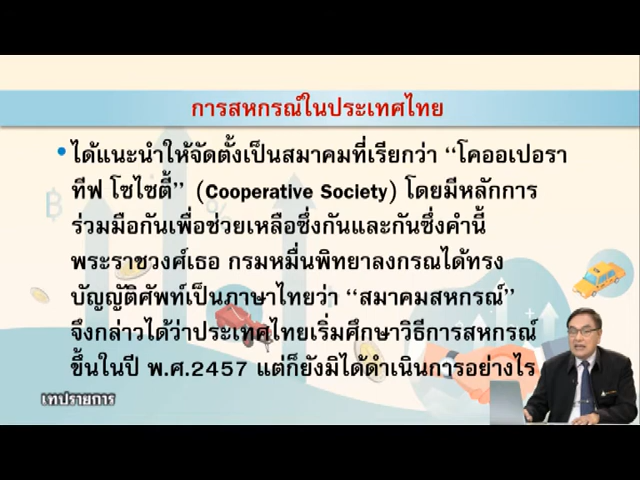 การสหกรณ์ในประเทศไทย
• ได้แนะนำให้จัดตั้งเป็นสมาคมที่เรียกว่า “โคออเปอรา
ทีฟ โซไซตี้” (Cooperative Society) โดยมีหลักการ
ร่วมมือกันเพื่อช่วยเหลือซึ่งกันและกันซึ่งคำนี้
พระราชวงศ์เธอ กรมหมื่นพิทยาลงกรณได้ทรง
บัญญัติศัพท์เป็นภาษาไทยว่า “สมาคมสหกรณ์”
จึงกล่าวได้ว่าประเทศไทยเริ่มศึกษาวิธีการสหกรณ์
ขึ้นในปี พ.ศ.2457 แต่ก็ยังมิได้ดำเนินการอย่างไร
เทปรายการ